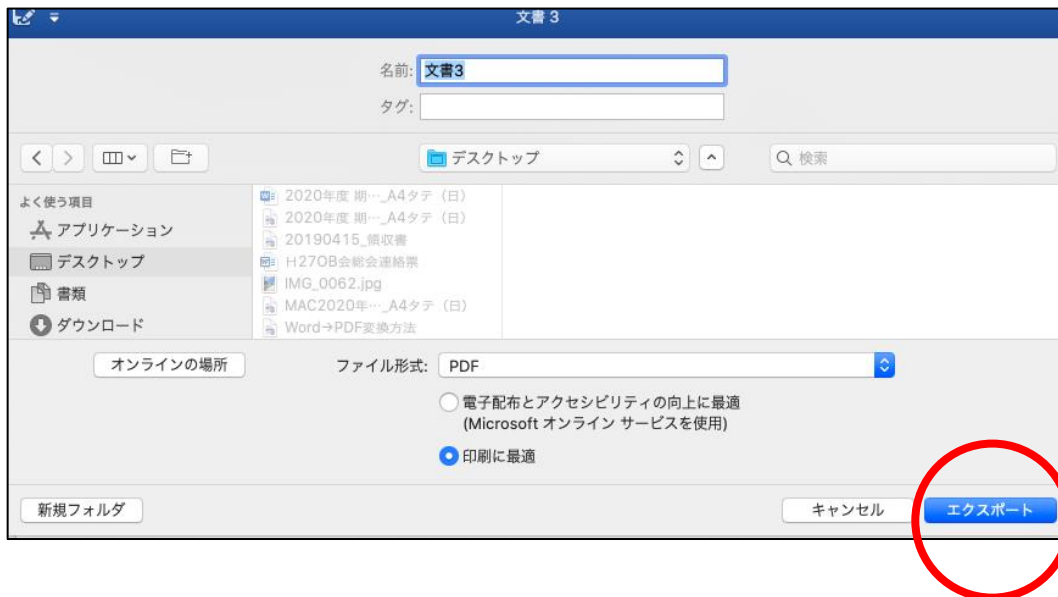 文書 3
名前: 文書3
タグ:
デスクトップ
検索
よく使う項目
アプリケーション
デスクトップ
書類
ダウンロード
2020年度 期…_A4タテ（日）
2020年度 期…_A4タテ（日）
20190415_領収書
H27OB会総会連絡票
IMG_0062.jpg
MAC2020年…_A4タテ（日）
Word→PDF変換方法
オンラインの場所
ファイル形式: PDF
電子配布とアクセシビリティの向上に最適
(Microsoft オンライン サービスを使用)
印刷に最適
新規フォルダ
キャンセル
エクスポート